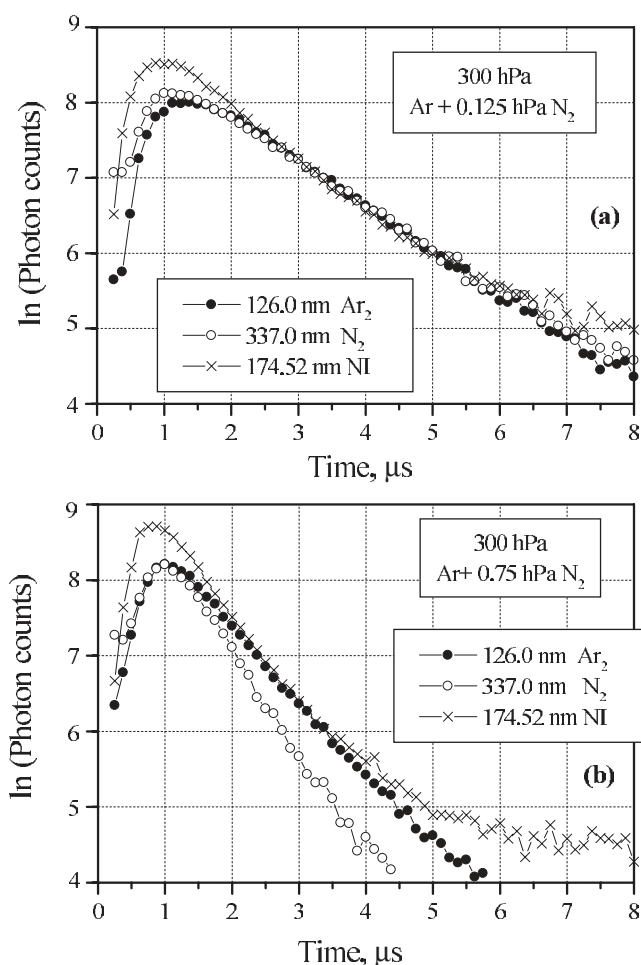 9
8
7
6
5
4
ln (Photon counts)
300 hPa
Ar + 0.125 hPa N₂
(a)
126.0 nm Ar₂
337.0 nm N₂
174.52 nm NI
0 1 2 3 4 5 6 7 8
Time, μs
9
8
7
6
5
4
ln (Photon counts)
300 hPa
Ar+ 0.75 hPa N₂
126.0 nm Ar₂
337.0 nm N₂
174.52 nm NI
(b)
0 1 2 3 4 5 6 7 8
Time, μs